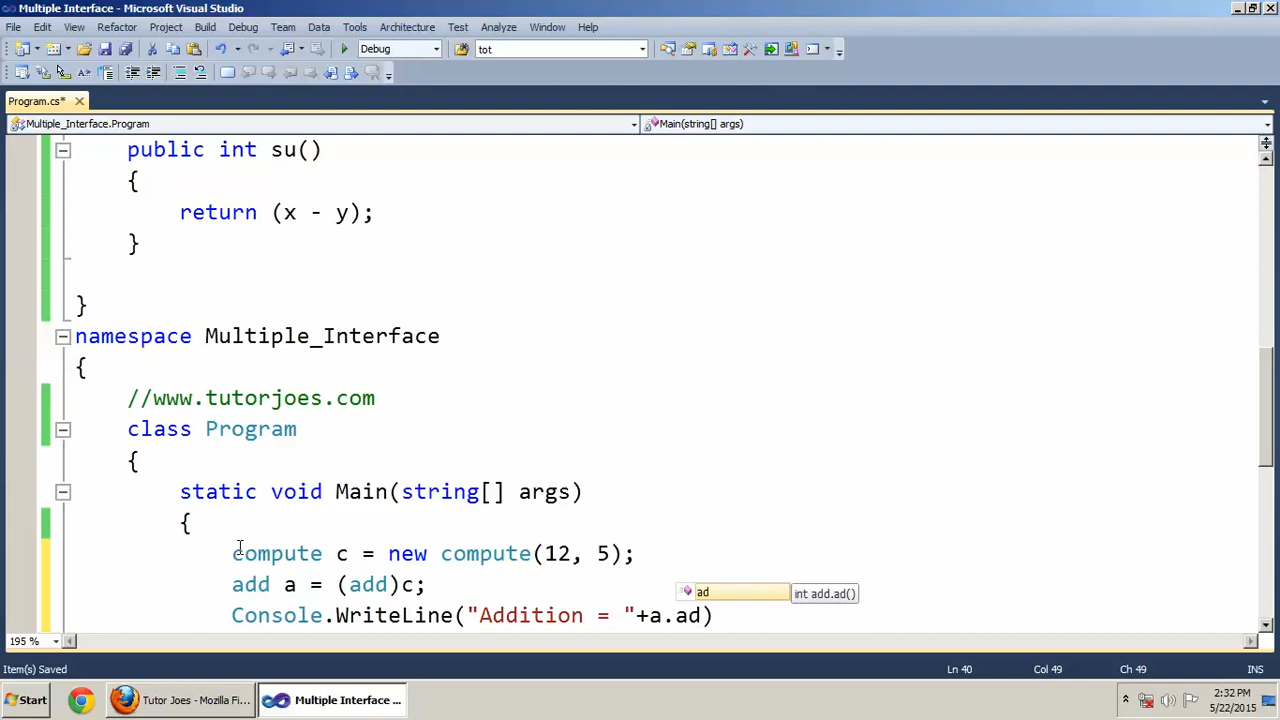 Multiple Interface - Microsoft Visual Studio
File Edit View Refactor Project Build Debug Team Data Tools Architecture Test Analyze Window Help
Debug tot
Program.cs*
Multiple_Interface.Program Main(string[] args)
public int su()
{
return (x - y);
}
}
namespace Multiple_Interface
{
//www.tutorjoes.com
class Program
{
static void Main(string[] args)
{
compute c = new compute(12, 5);
add a = (add)c;
ad int add.ad()
Console.WriteLine("Addition = "+a.ad)
195 %
Item(s) Saved Ln 40 Col 49 Ch 49 INS
Start Tutor Joes - Mozilla Fi... Multiple Interface ... 2:32 PM
5/22/2015